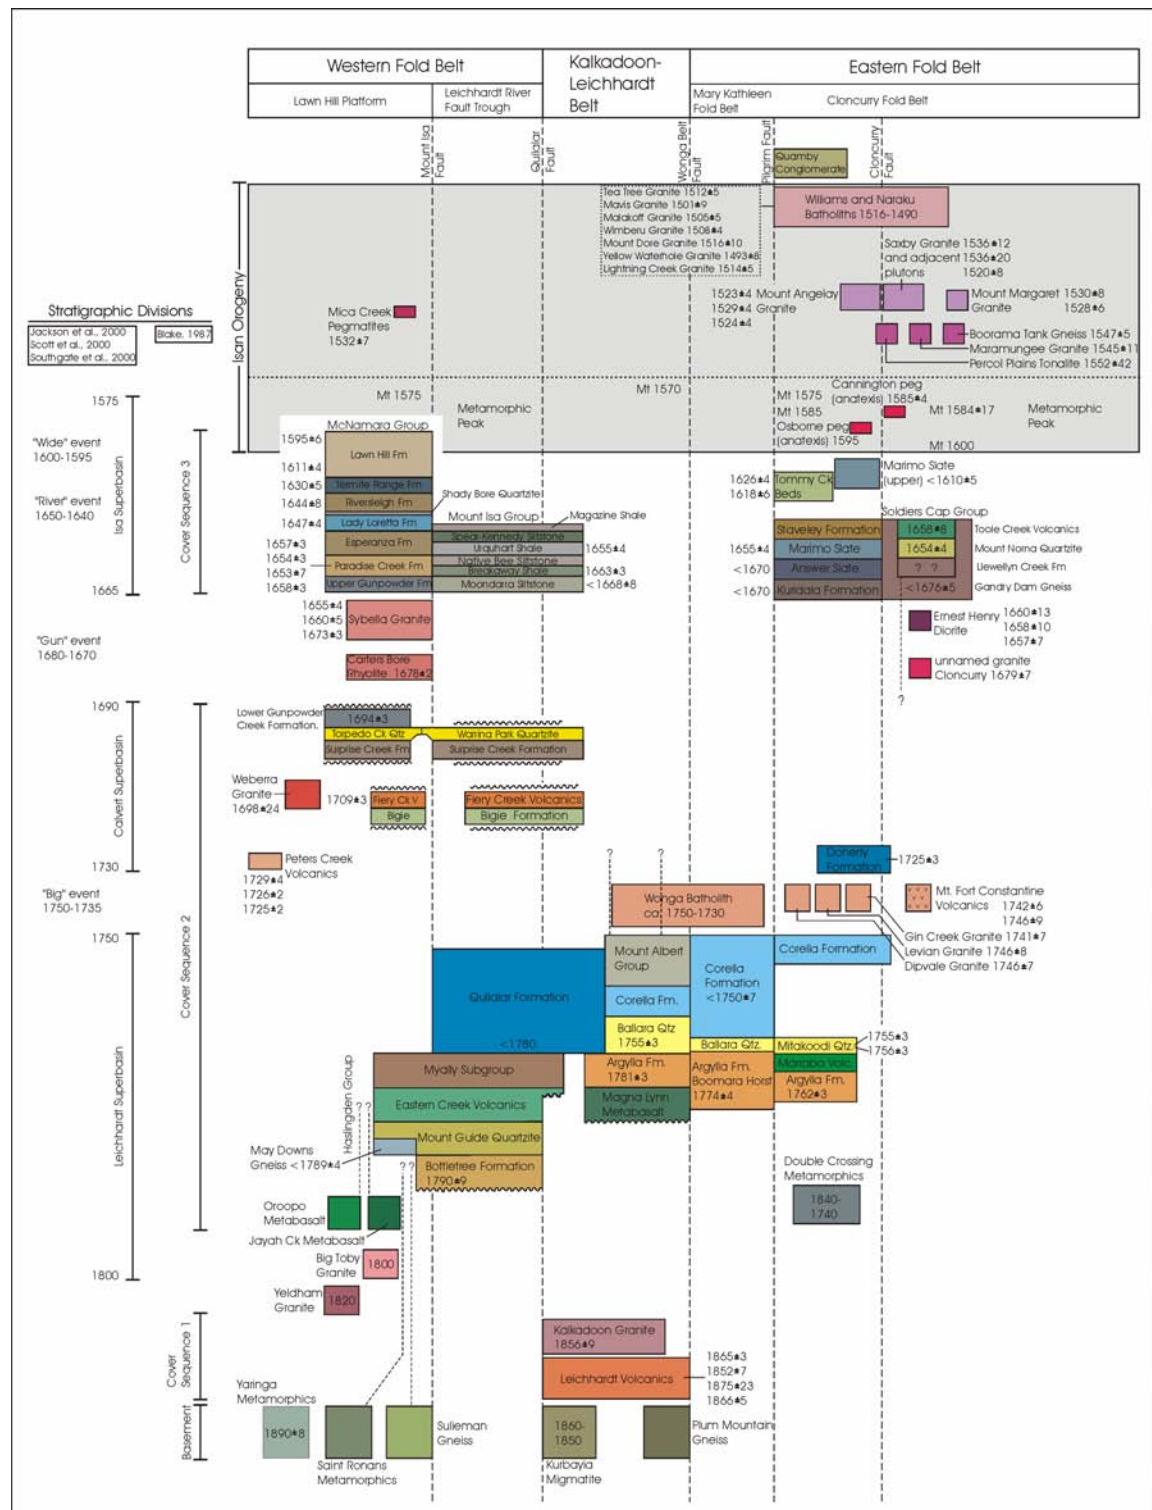 Western Fold Belt
Kalkadoon-
Leichhardt
Belt
Eastern Fold Belt
Lawn Hill Platform
Leichhardt River
Fault Trough
Mary Kathleen
Fold Belt
Cloncurry Fold Belt
Mount Isa
Fault
Quilalar
Fault
Wonga Belt
Fault
Pilgrim Fault
Cloncurry
Fault
Quamby
Conglomerate
Isan Orogeny
Tea Tree Granite 1512±5
Mavis Granite 1501±9
Malakoff Granite 1505±5
Wimberu Granite 1508±4
Mount Dore Granite 1516±10
Yellow Waterhole Granite 1493±8
Lightning Creek Granite 1514±5
Williams and Naraku
Batholiths 1516-1490
Saxby Granite 1536±12
and adjacent 1536±20
plutons 1520±8
1523±4 Mount Angelay
1529±4 Granite
1524±4
Mount Margaret 1530±8
Granite 1528±6
Boorama Tank Gneiss 1547±5
Maramungee Granite 1545±11
Percol Plains Tonalite 1552±42
Mica Creek
Pegmatites
1532±7
Stratigraphic Divisions
Jackson et al., 2000
Scott et al., 2000
Southgate et al., 2000
Blake, 1987
Mt 1575
Metamorphic
Peak
Mt 1570
Mt 1575
Mt 1585
Cannington peg
(anatexis) 1585±4
Osborne peg
(anatexis) 1595
Mt 1584±17
Metamorphic
Peak
Mt 1600
1575
"Wide" event
1600-1595
"River" event
1650-1640
Isa Superbasin
Cover Sequence 3
1665
McNamara Group
1595±6
Lawn Hill Fm
1611±4
1630±5
Termite Range Fm
1644±8
Riversleigh Fm
Shady Bore Quartzite
1647±4
Lady Loretta Fm
1657±3
Esperanza Fm
1654±3
Paradise Creek Fm
1653±7
1658±3
Upper Gunpowder Fm
Mount Isa Group
Magazine Shale
Spear-Kennedy Siltstone
Urquhart Shale
1655±4
Native Bee Siltstone
Breakaway Shale
1663±3
Moondarra Siltstone
<1668±8
1626±4
1618±6
Tommy Ck
Beds
Marimo Slate
(upper) <1610±5
Soldiers Cap Group
Staveley Formation
1658±8
Toole Creek Volcanics
1655±4
Marimo Slate
1654±4
Mount Norna Quartzite
<1670
Answer Slate
? ?
Llewellyn Creek Fm
<1670
Kuridala Formation
<1676±5
Gandry Dam Gneiss
1655±4
1660±5
1673±3
Sybella Granite
"Gun" event
1680-1670
Carters Bore
Rhyolite 1678±2
Ernest Henry
Diorite
1660±13
1658±10
1657±7
unnamed granite
Cloncurry 1679±7
?
1690
Calvert Superbasin
1730
Lower Gunpowder
Creek Formation.
1694±3
Torpedo Ck Qtz
Warrina Park Quartzite
Surprise Creek Fm
Surprise Creek Formation
Weberra
Granite
1698±24
1709±3
Fiery Ck V
Bigie
Fiery Creek Volcanics
Bigie Formation
Peters Creek
Volcanics
1729±4
1726±2
1725±2
"Big" event
1750-1735
Cover Sequence 2
? ?
Wonga Batholith
ca. 1750-1730
Doherty
Formation
1725±3
Mt. Fort Constantine
Volcanics
1742±6
1746±9
Gin Creek Granite 1741±7
Levian Granite 1746±8
Dipvale Granite 1746±7
1750
Leichhardt Superbasin
1800
Quilalar Formation
<1780
Mount Albert
Group
Corella Fm.
Ballara Qtz
1755±3
Corella
Formation
<1750±7
Corella Formation
Ballara Qtz.
Mitakoodi Qtz.
1755±3
1756±3
Marraba Volc.
Argylla Fm.
1762±3
Argylla Fm.
1781±3
Magna Lynn
Metabasalt
Argylla Fm.
Boomara Horst
1774±4
Haslingden Group
Myally Subgroup
Eastern Creek Volcanics
Mount Guide Quartzite
? ?
May Downs
Gneiss <1789±4
? ?
Bottletree Formation
1790±9
Oroopo
Metabasalt
Jayah Ck Metabasalt
Double Crossing
Metamorphics
1840-
1740
Big Toby
Granite
1800
Yeldham
Granite
1820
Cover
Sequence 1
Kalkadoon Granite
1856±9
Leichhardt Volcanics
1865±3
1852±7
1875±23
1866±5
Basement
Yaringa
Metamorphics
1890±8
Saint Ronans
Metamorphics
Sulieman
Gneiss
1860-
1850
Kurbayia
Migmatite
Plum Mountain
Gneiss